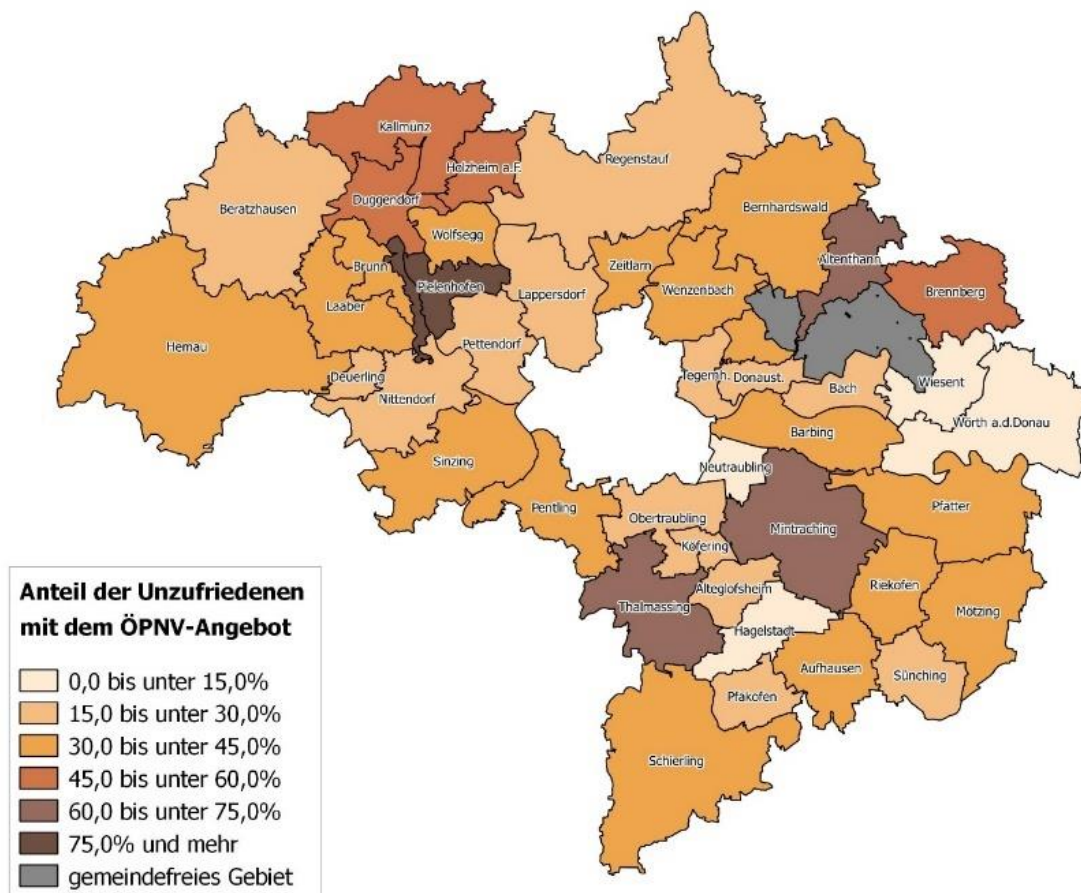 Kallmünz
Holzheim a.F.
Regenstauf
Beratzhausen
Duggendorf
Bernhardswald
Wolfsegg
Brunn
Zeitlarn
Altenthann
Pielenhofen
Wenzenbach
Brennberg
Laaber
Lappersdorf
Hemau
Pettendorf
Deuerling
Tegernh.
Donaust.
Bach
Wiesent
Nittendorf
Wörth a.d.Donau
Barbing
Sinzing
Neutraubling
Pentling
Pfatter
Obertraubling
Mintraching
Köfering
Riekofen
Alteglofsheim
Thalmassing
Mötzing
Hagelstadt
Aufhausen
Sünching
Pfakofen
Schierling
Anteil der Unzufriedenen
mit dem ÖPNV-Angebot
0,0 bis unter 15,0%
15,0 bis unter 30,0%
30,0 bis unter 45,0%
45,0 bis unter 60,0%
60,0 bis unter 75,0%
75,0% und mehr
gemeindefreies Gebiet